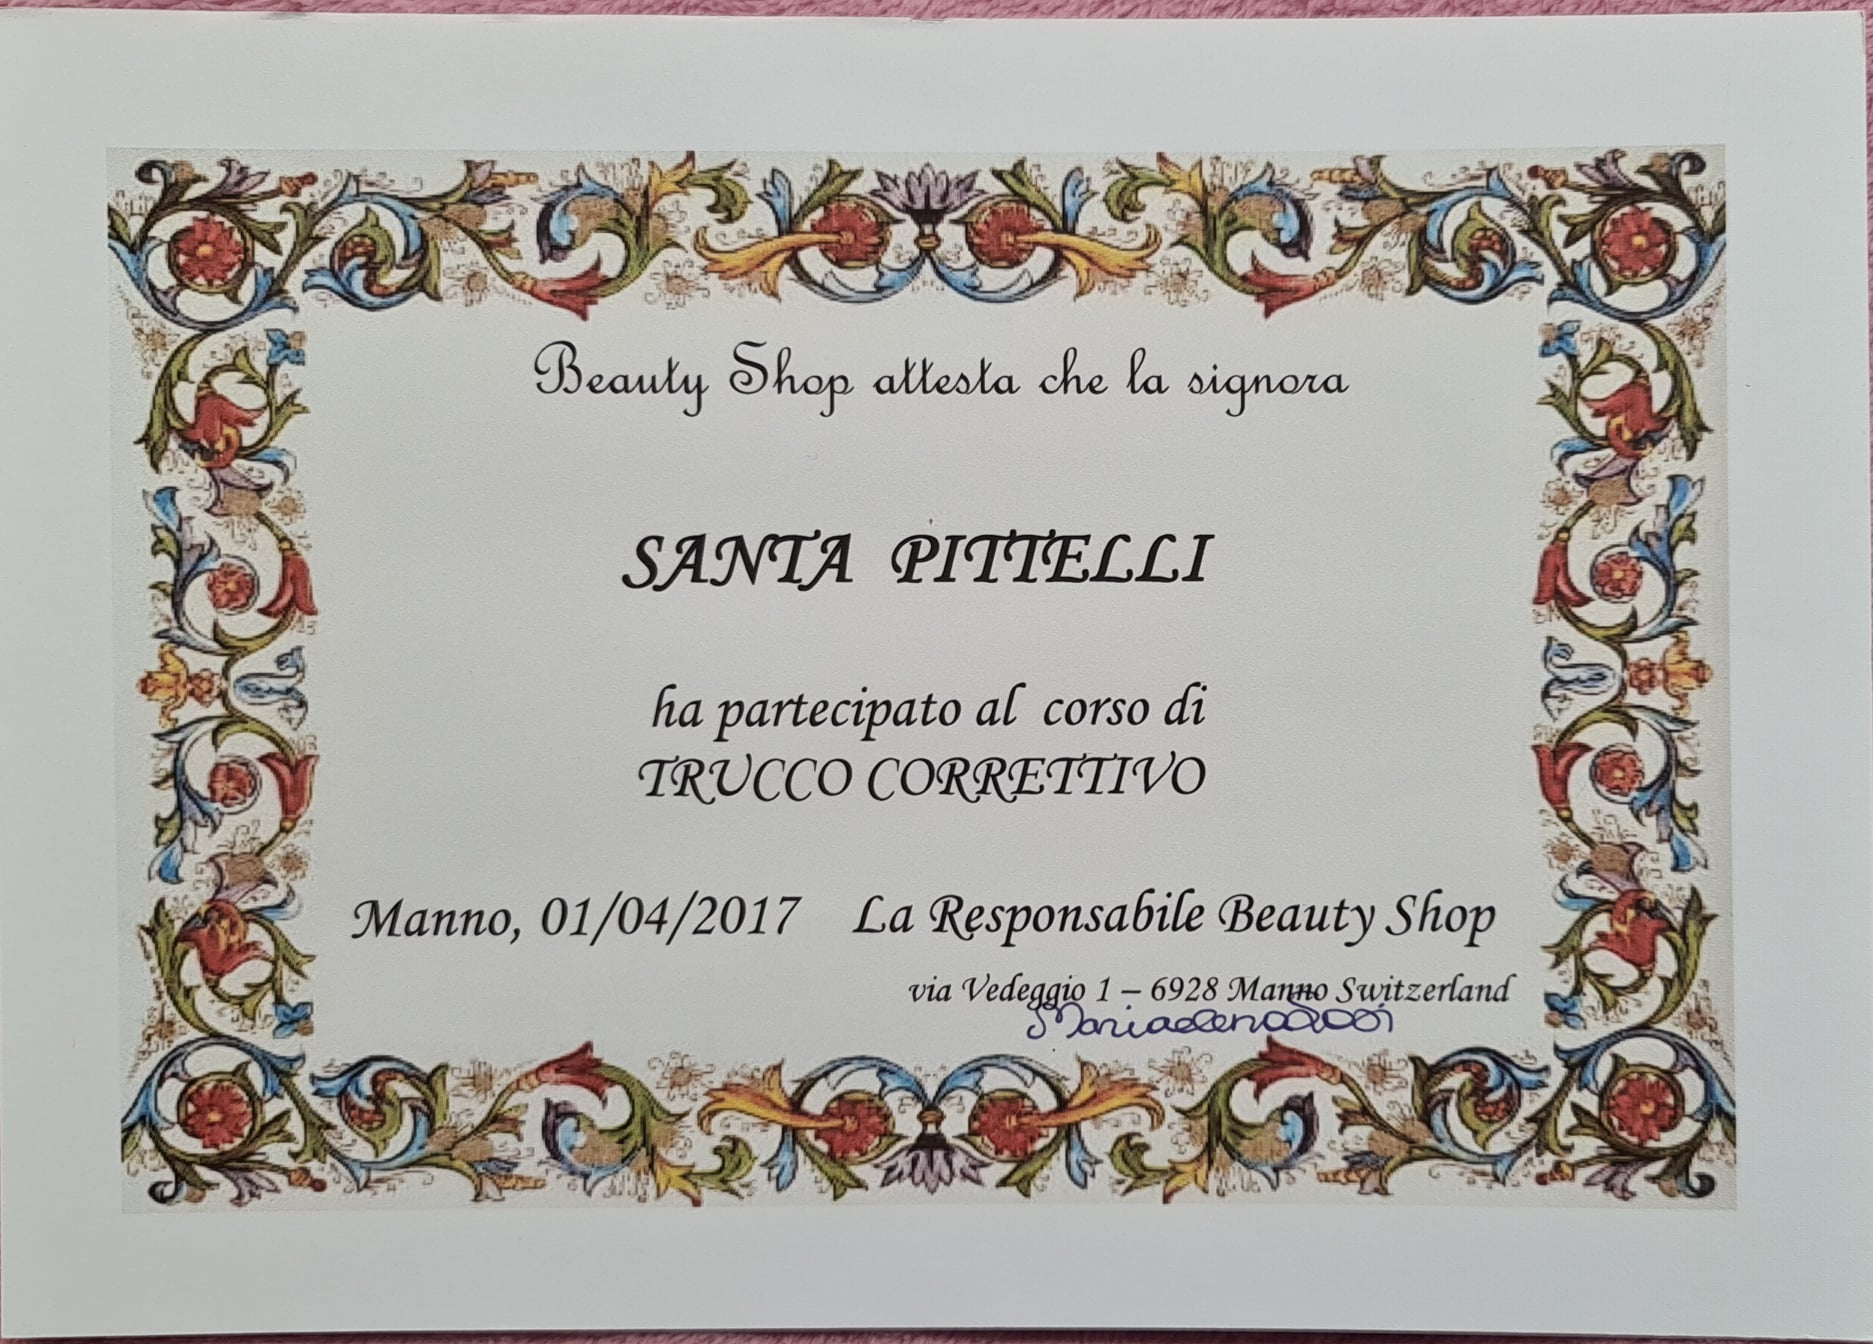 Beauty Shop attesta che la signora
SANTA PITTELLI
ha partecipato al corso di
TRUCCO CORRETTIVO
Manno, 01/04/2017 La Responsabile Beauty Shop
via Vedeggio 1 – 6928 Manno Switzerland